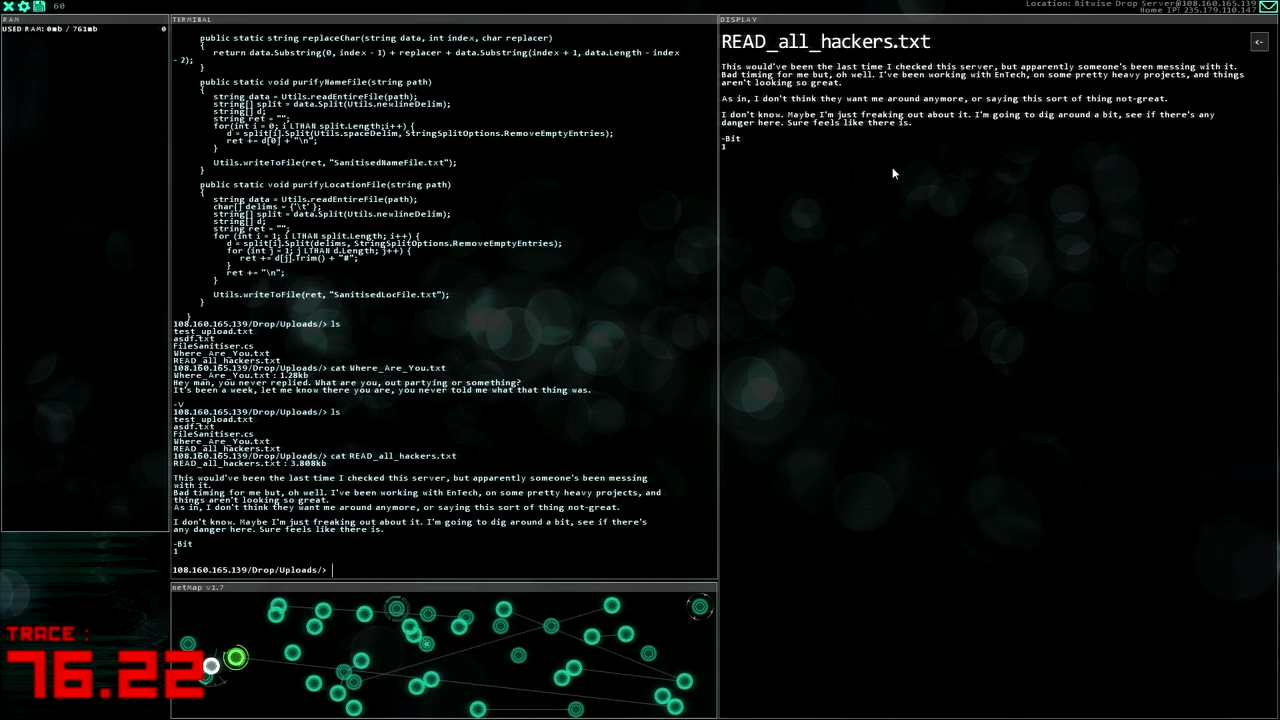 60
Location: Bitwise Drop Server@108.160.165.139
Home IP: 235.179.110.147
RAM
USED RAM: 0mb / 761mb 0
TERMINAL
public static string replaceChar(string data, int index, char replacer)
{
return data.Substring(0, index - 1) + replacer + data.Substring(index + 1, data.Length - index
- 2);
}
public static void purifyNameFile(string path)
{
string data = Utils.readEntireFile(path);
string[] split = data.Split(Utils.newlineDelim);
string[] d;
string ret = "";
for(int i = 0; i LTHAN split.Length;i++) {
d = split[i].Split(Utils.spaceDelim, StringSplitOptions.RemoveEmptyEntries);
ret += d[0] + "\n";
}
Utils.writeToFile(ret, "SanitisedNameFile.txt");
}
public static void purifyLocationFile(string path)
{
string data = Utils.readEntireFile(path);
char[] delims = {'\t'};
string[] split = data.Split(Utils.newlineDelim);
string[] d;
string ret = "";
for (int i = 1; i LTHAN split.Length; i++) {
d = split[i].Split(delims, StringSplitOptions.RemoveEmptyEntries);
for (int j = 1; j LTHAN d.Length; j++) {
ret += d[j].Trim() + "#";
}
ret += "\n";
}
Utils.writeToFile(ret, "SanitisedLocFile.txt");
}
}
108.160.165.139/Drop/Uploads/> ls
test_upload.txt
asdf.txt
FileSanitiser.cs
Where_Are_You.txt
READ_all_hackers.txt
108.160.165.139/Drop/Uploads/> cat Where_Are_You.txt
Where_Are_You.txt : 1.28kb
Hey man, you never replied. What are you, out partying or something?
It's been a week, let me know there you are, you never told me what that thing was.
-V
108.160.165.139/Drop/Uploads/> ls
test_upload.txt
asdf.txt
FileSanitiser.cs
Where_Are_You.txt
READ_all_hackers.txt
108.160.165.139/Drop/Uploads/> cat READ_all_hackers.txt
READ_all_hackers.txt : 3.808kb
This would've been the last time I checked this server, but apparently someone's been messing
with it.
Bad timing for me but, oh well. I've been working with EnTech, on some pretty heavy projects, and
things aren't looking so great.
As in, I don't think they want me around anymore, or saying this sort of thing not-great.
I don't know. Maybe I'm just freaking out about it. I'm going to dig around a bit, see if there's
any danger here. Sure feels like there is.
-Bit
1
108.160.165.139/Drop/Uploads/>
netMap v1.7
TRACE :
76.22
DISPLAY
READ_all_hackers.txt
<-
This would've been the last time I checked this server, but apparently someone's been messing with it.
Bad timing for me but, oh well. I've been working with EnTech, on some pretty heavy projects, and things
aren't looking so great.
As in, I don't think they want me around anymore, or saying this sort of thing not-great.
I don't know. Maybe I'm just freaking out about it. I'm going to dig around a bit, see if there's any
danger here. Sure feels like there is.
-Bit
1